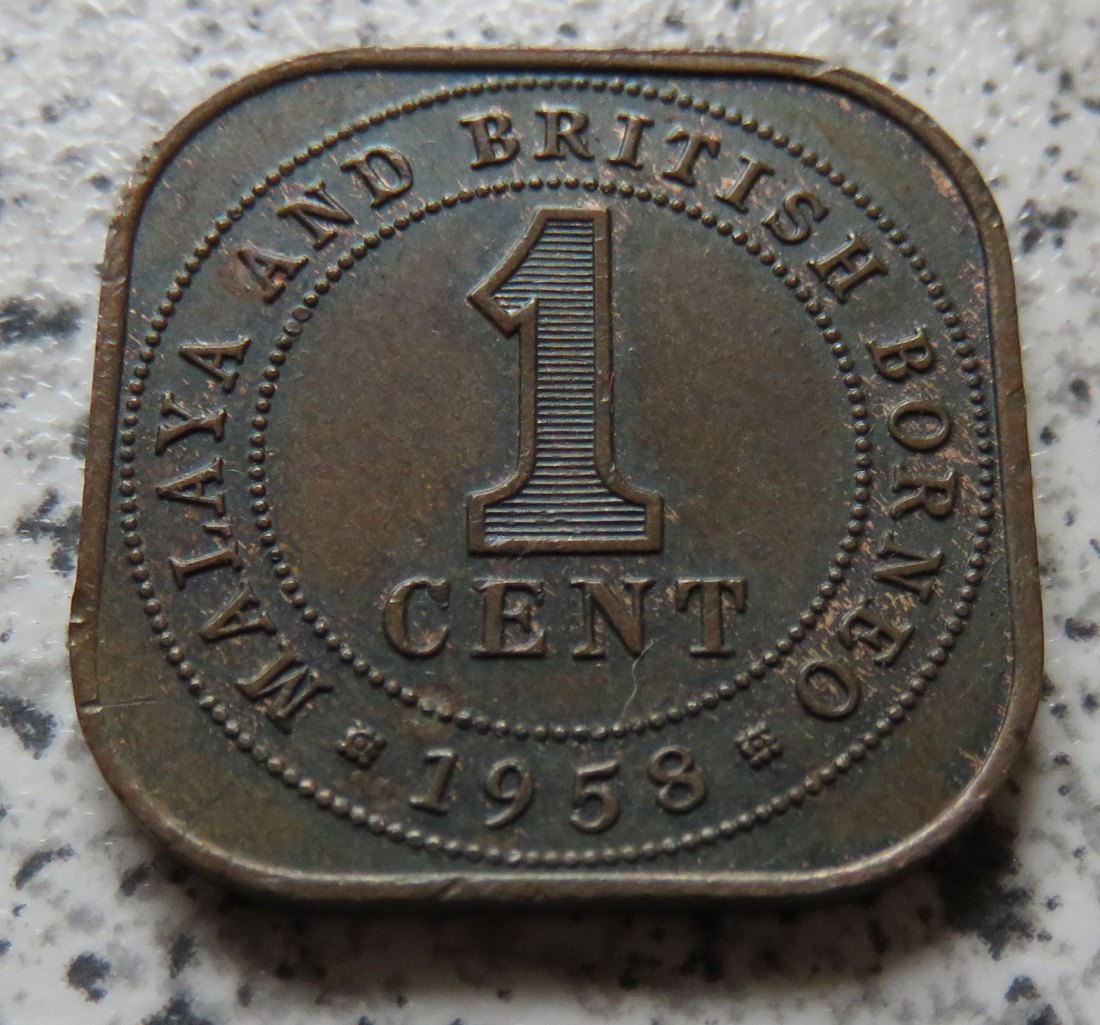 MALAYA AND BRITISH BORNEO
1
CENT
1958